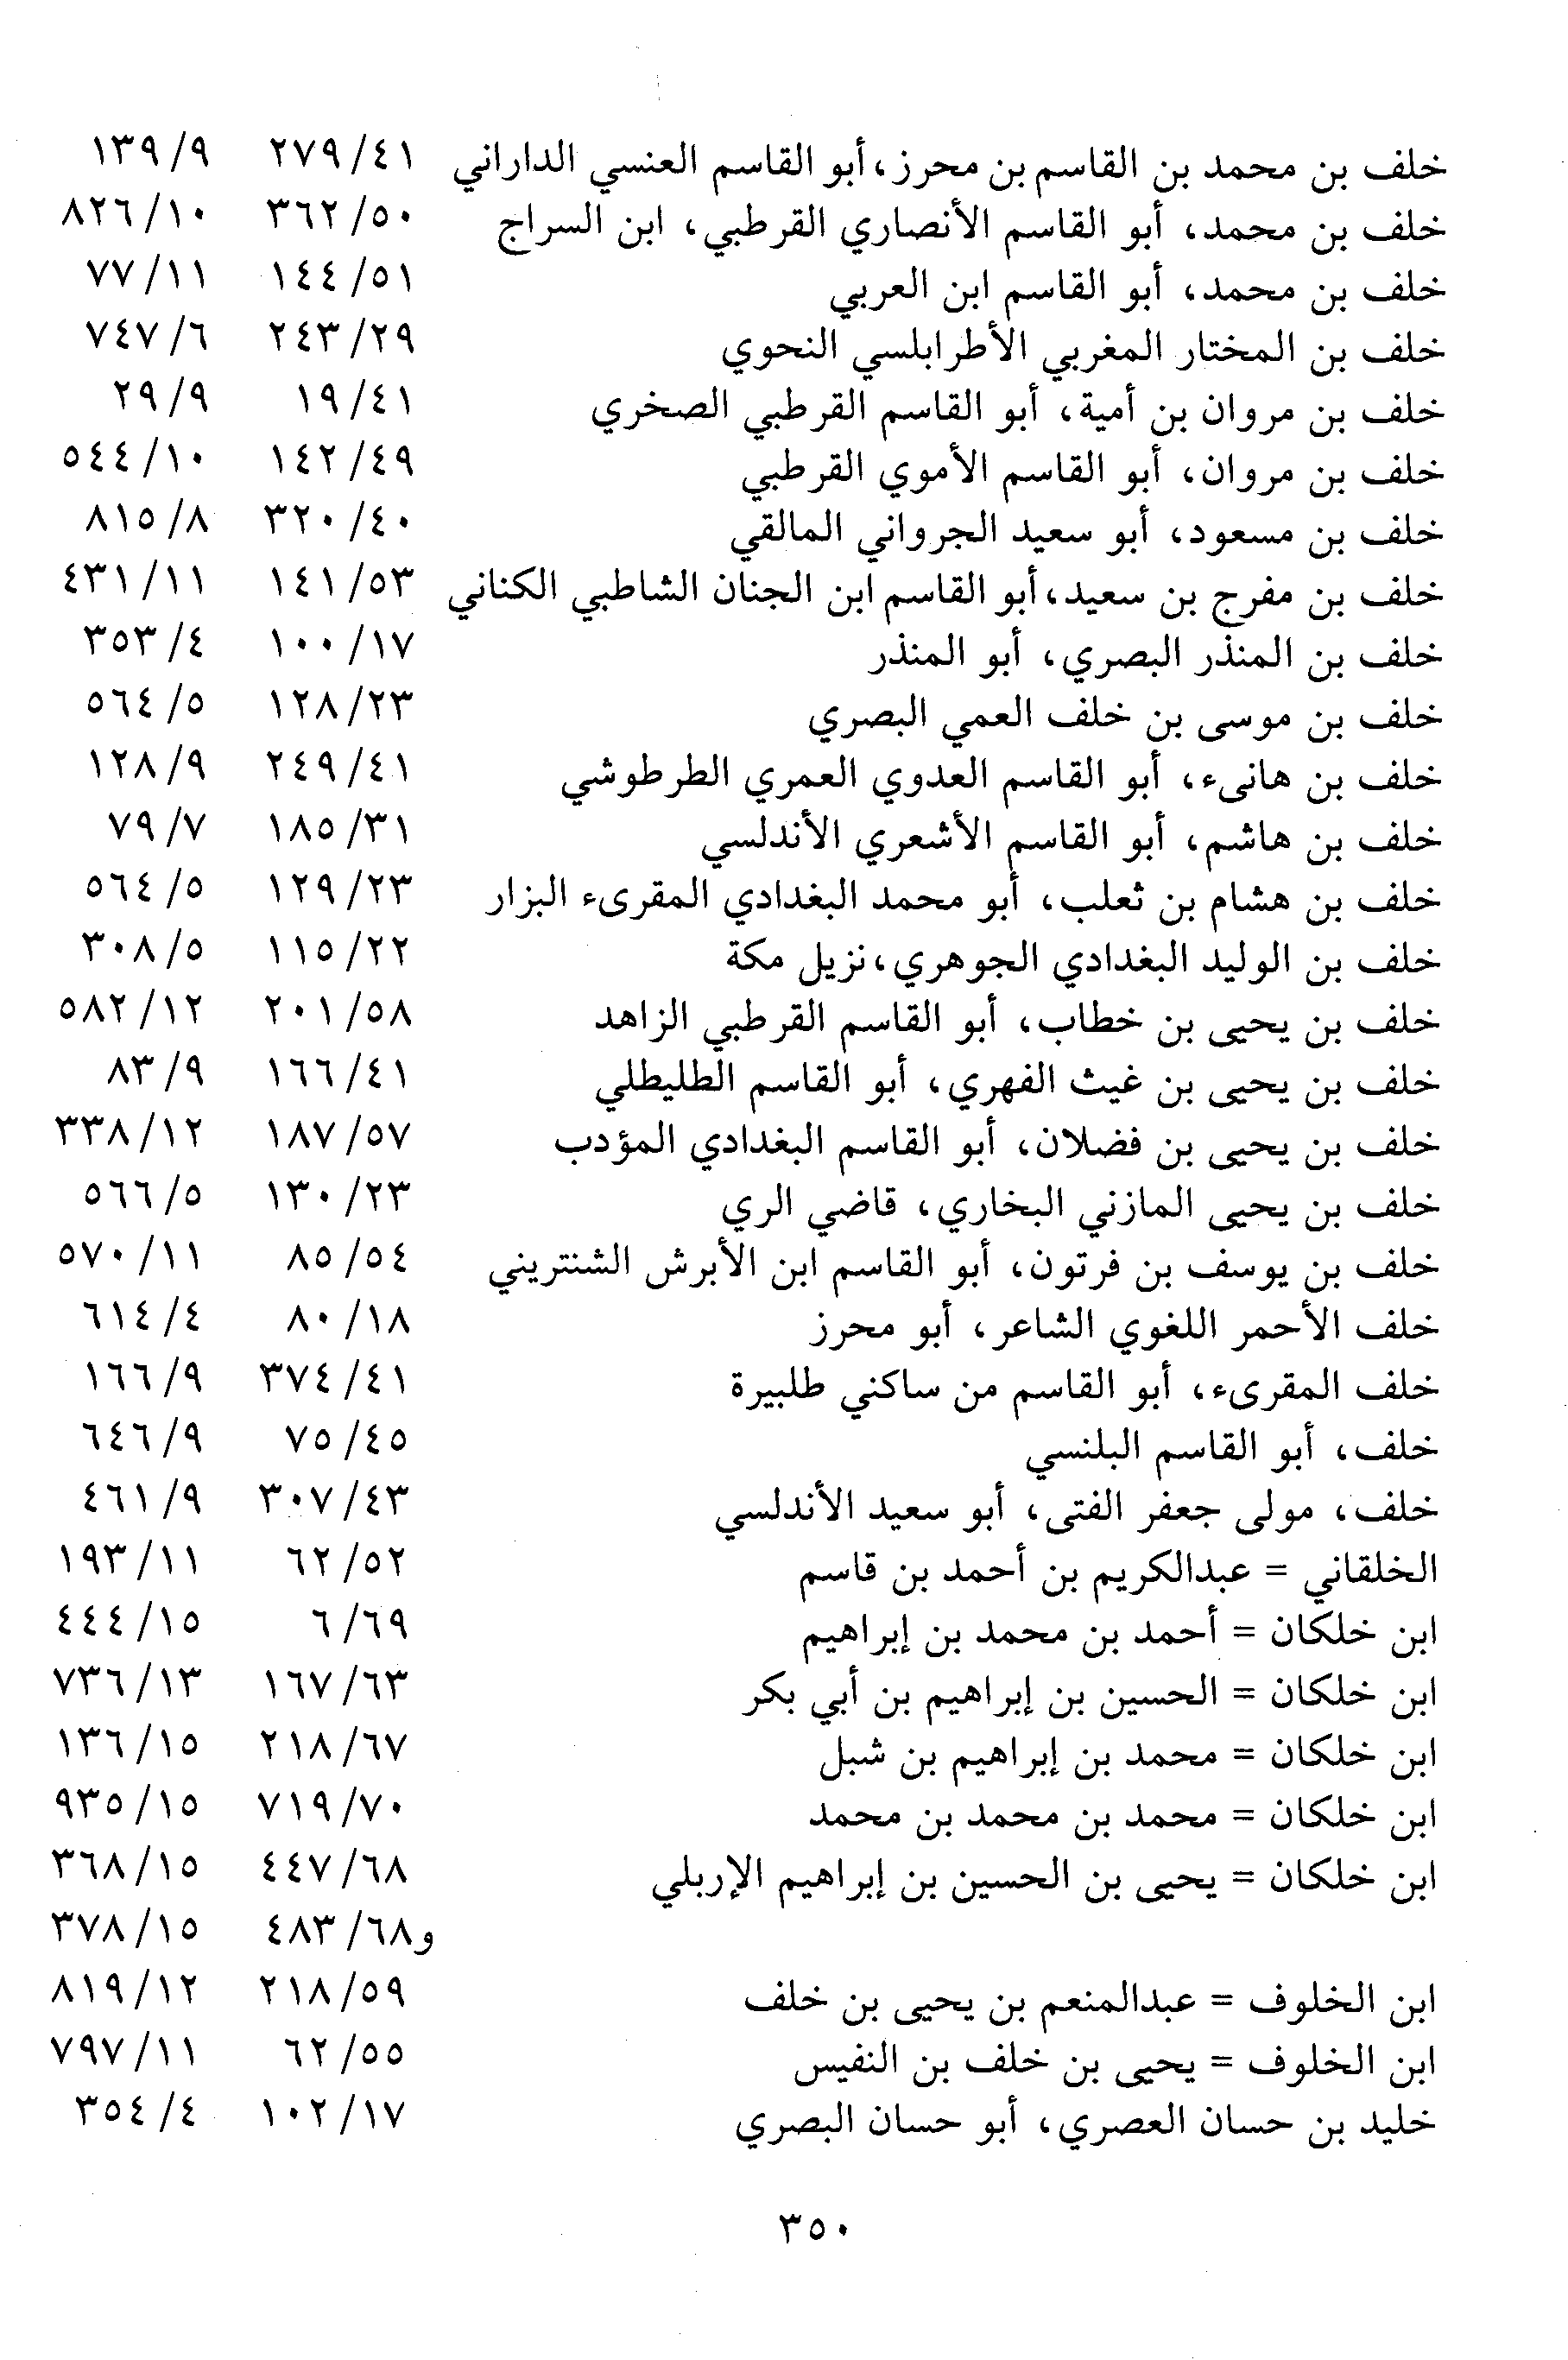 خلف بن محمد بن القاسم بن محرز، أبو القاسم العنسي الداراني ٤١/ ٢٧٩ ٩/ ١٣٩
خلف بن محمد، أبو القاسم الأنصاري القرطبي، ابن السراج ٥٠/ ٣٦٢ ١٠/ ٨٢٦
خلف بن محمد، أبو القاسم ابن العربي ٥١/ ١٤٤ ١١/ ٧٧
خلف بن المختار المغربي الأطرابلسي النحوي ٢٩/ ٢٤٣ ٦/ ٧٤٧
خلف بن مروان بن أمية، أبو القاسم القرطبي الصخري ٤١/ ١٩ ٩/ ٢٩
خلف بن مروان، أبو القاسم الأموي القرطبي ٤٩/ ١٤٢ ١٠/ ٥٤٤
خلف بن مسعود، أبو سعيد الجرواني المالقي ٤٠/ ٣٢٠ ٨/ ٨١٥
خلف بن مفرج بن سعيد، أبو القاسم ابن الجنان الشاطبي الكناني ٥٣/ ١٤١ ١١/ ٤٣١
خلف بن المنذر البصري، أبو المنذر ١٧/ ١٠٠ ٤/ ٣٥٣
خلف بن موسى بن خلف العمي البصري ٢٣/ ١٢٨ ٥/ ٥٦٤
خلف بن هانىء، أبو القاسم العدوي العمري الطرطوشي ٤١/ ٢٤٩ ٩/ ١٢٨
خلف بن هاشم، أبو القاسم الأشعري الأندلسي ٣١/ ١٨٥ ٧/ ٧٩
خلف بن هشام بن ثعلب، أبو محمد البغدادي المقرىء البزار ٢٣/ ١٢٩ ٥/ ٥٦٤
خلف بن الوليد البغدادي الجوهري، نزيل مكة ٢٢/ ١١٥ ٥/ ٣٠٨
خلف بن يحيى بن خطاب، أبو القاسم القرطبي الزاهد ٥٨/ ٢٠١ ١٢/ ٥٨٢
خلف بن يحيى بن غيث الفهري، أبو القاسم الطليطلي ٤١/ ١٦٦ ٩/ ٨٣
خلف بن يحيى بن فضلان، أبو القاسم البغدادي المؤدب ٥٧/ ١٨٧ ١٢/ ٣٣٨
خلف بن يحيى المازني البخاري، قاضي الري ٢٣/ ١٣٠ ٥/ ٥٦٦
خلف بن يوسف بن فرتون، أبو القاسم ابن الأبرش الشنتريني ٥٤/ ٨٥ ١١/ ٥٧٠
خلف الأحمر اللغوي الشاعر، أبو محرز ١٨/ ٨٠ ٤/ ٦١٤
خلف المقرىء، أبو القاسم من ساكني طلبيرة ٤١/ ٣٧٤ ٩/ ١٦٦
خلف، أبو القاسم البلنسي ٤٥/ ٧٥ ٩/ ٦٤٦
خلف، مولى جعفر الفتى، أبو سعيد الأندلسي ٤٣/ ٣٠٧ ٩/ ٤٦١
الخلقاني = عبدالكريم بن أحمد بن قاسم ٥٢/ ٦٢ ١١/ ١٩٣
ابن خلكان = أحمد بن محمد بن إبراهيم ٦٩/ ٦ ١٥/ ٤٤٤
ابن خلكان = الحسين بن إبراهيم بن أبي بكر ٦٣/ ١٦٧ ١٣/ ٧٣٦
ابن خلكان = محمد بن إبراهيم بن شبل ٦٧/ ٢١٨ ١٥/ ١٣٦
ابن خلكان = محمد بن محمد بن محمد ٧٠/ ٧١٩ ١٥/ ٩٣٥
ابن خلكان = يحيى بن الحسين بن إبراهيم الإربلي ٦٨/ ٤٤٧ ١٥/ ٣٦٨
و٦٨/ ٤٨٣ ١٥/ ٣٧٨
ابن الخلوف = عبدالمنعم بن يحيى بن خلف ٥٩/ ٢١٨ ١٢/ ٨١٩
ابن الخلوف = يحيى بن خلف بن النفيس ٥٥/ ٦٢ ١١/ ٧٩٧
خليد بن حسان العصري، أبو حسان البصري ١٧/ ١٠٢ ٤/ ٣٥٤
٣٥٠